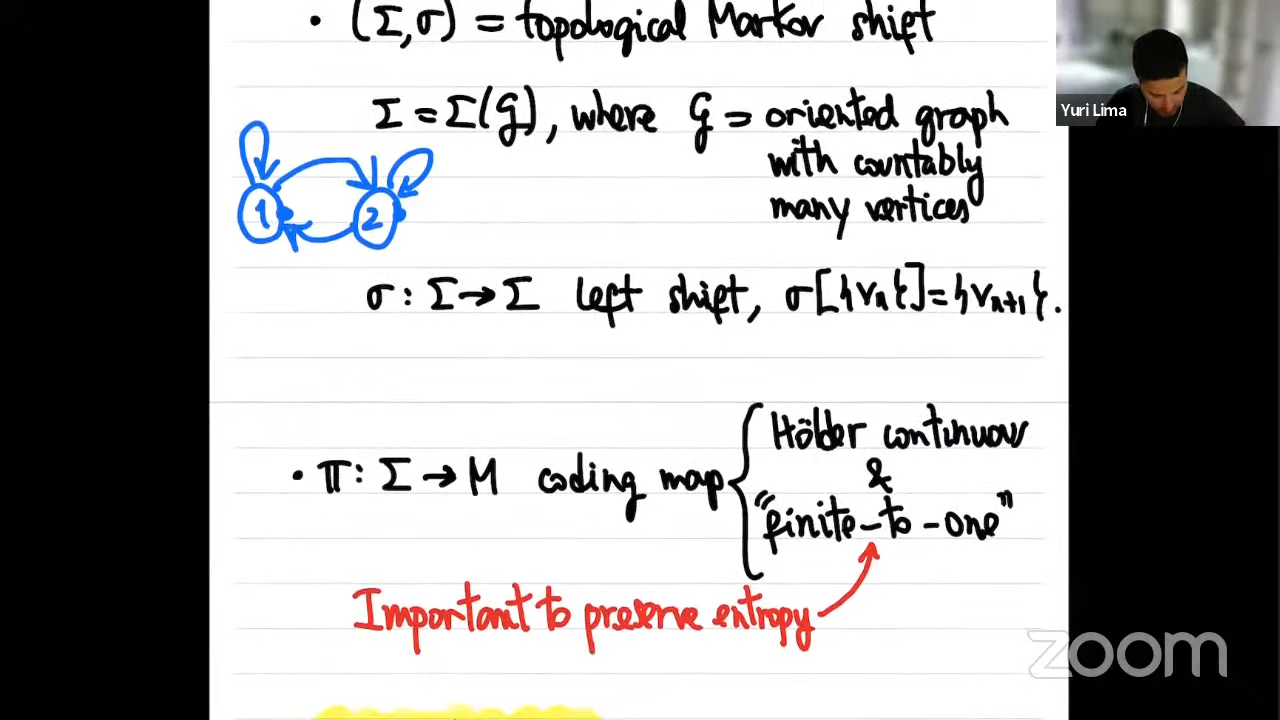 • (Σ,σ) = topological Markov shift
Σ = Σ(G), where G = oriented graph
with countably
many vertices
1 2
σ : Σ → Σ left shift, σ[{vₙ}] = {vₙ₊₁}.
• π : Σ → M coding map { Hölder continuous
&
"finite-to-one"
Important to preserve entropy
Yuri Lima
zoom